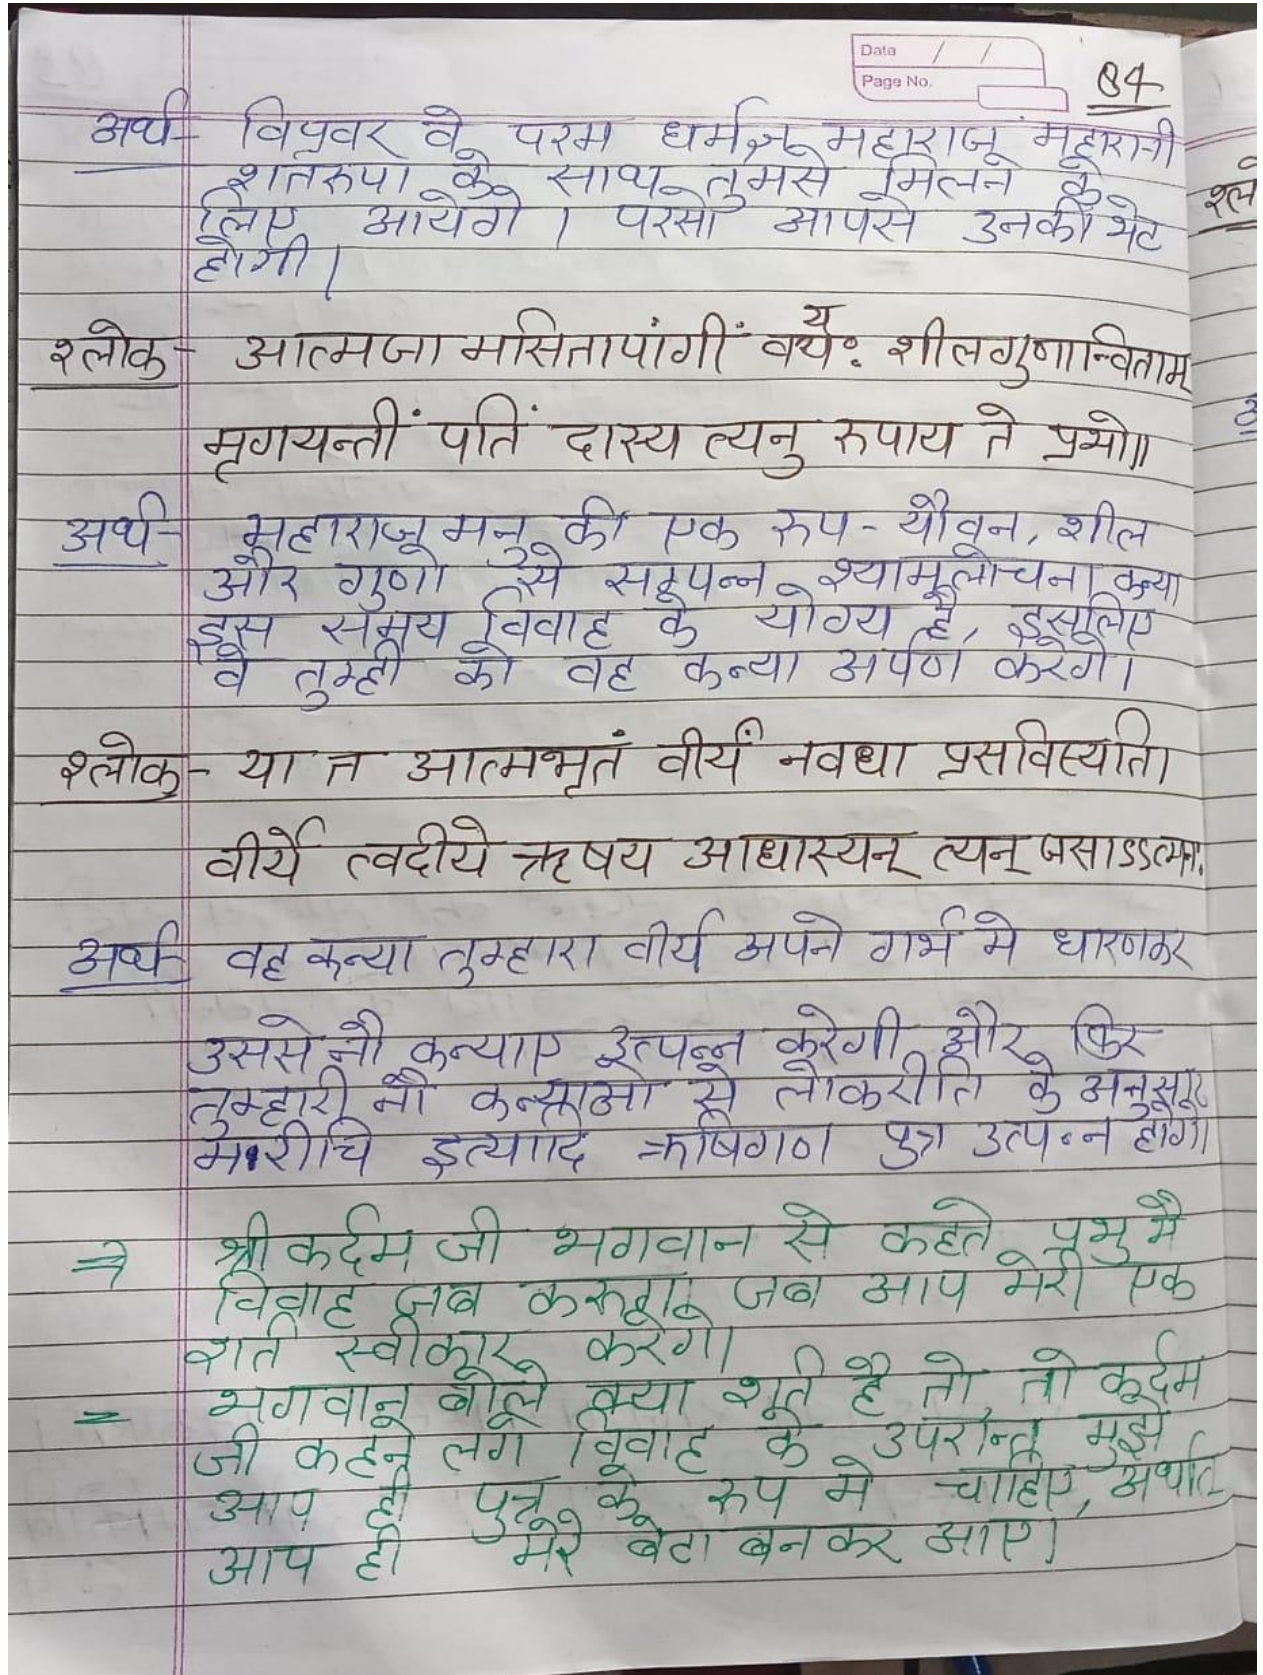 Date / /
Page No.
84
अर्थ- विप्रवर वे परम धर्मज्ञ महाराज महारानी
शतरुपा के साथ तुमसे मिलने के
लिए आयेगे । परसो आपसे उनकी भेट
होगी।
श्लोक- आत्मजा मसितापांगीं वयः शीलगुणान्विताम्
मृगयन्तीं पतिं दास्य त्यनु रुपाय ते प्रभो॥
अर्थ- महाराज मनु की एक रुप - यौवन, शील
और गुणो से सम्पन्न श्यामलोचना कन्या
इस समय विवाह के योग्य है, इसलिए
वे तुम्ही को वह कन्या अर्पण करेगे।
श्लोक- या त आत्मभृतं वीर्यं नवधा प्रसविस्यति।
वीर्ये त्वदीये ऋषय आधास्यन् त्यन् जसाऽऽत्मनः
अर्थ- वह कन्या तुम्हारा वीर्य अपने गर्भ मे धारणकर
उससे नौ कन्याए उत्पन्न करेगी और फिर
तुम्हारी नौ कन्याओ से लोकरीति के अनुसार
मरीचि इत्यादि ऋषिगण पुत्र उत्पन्न होगे।
⇒ श्री कर्दम जी भगवान से कहते प्रभु मै
विवाह जब करुगा जब आप मेरी एक
शर्त स्वीकार करेगे।
= भगवान बोले क्या शर्त है तो, तो कर्दम
जी कहने लगे विवाह के उपरान्त मुझे
आप ही पुत्र के रुप मे चाहिए, अर्थात
आप ही मेरे बेटा बन कर आए।